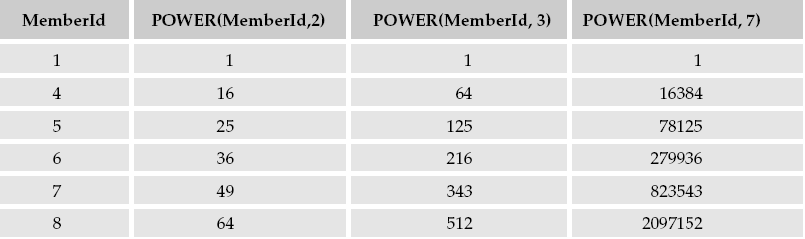 MemberId POWER(MemberId,2) POWER(MemberId, 3) POWER(MemberId, 7)
1 1 1 1
4 16 64 16384
5 25 125 78125
6 36 216 279936
7 49 343 823543
8 64 512 2097152